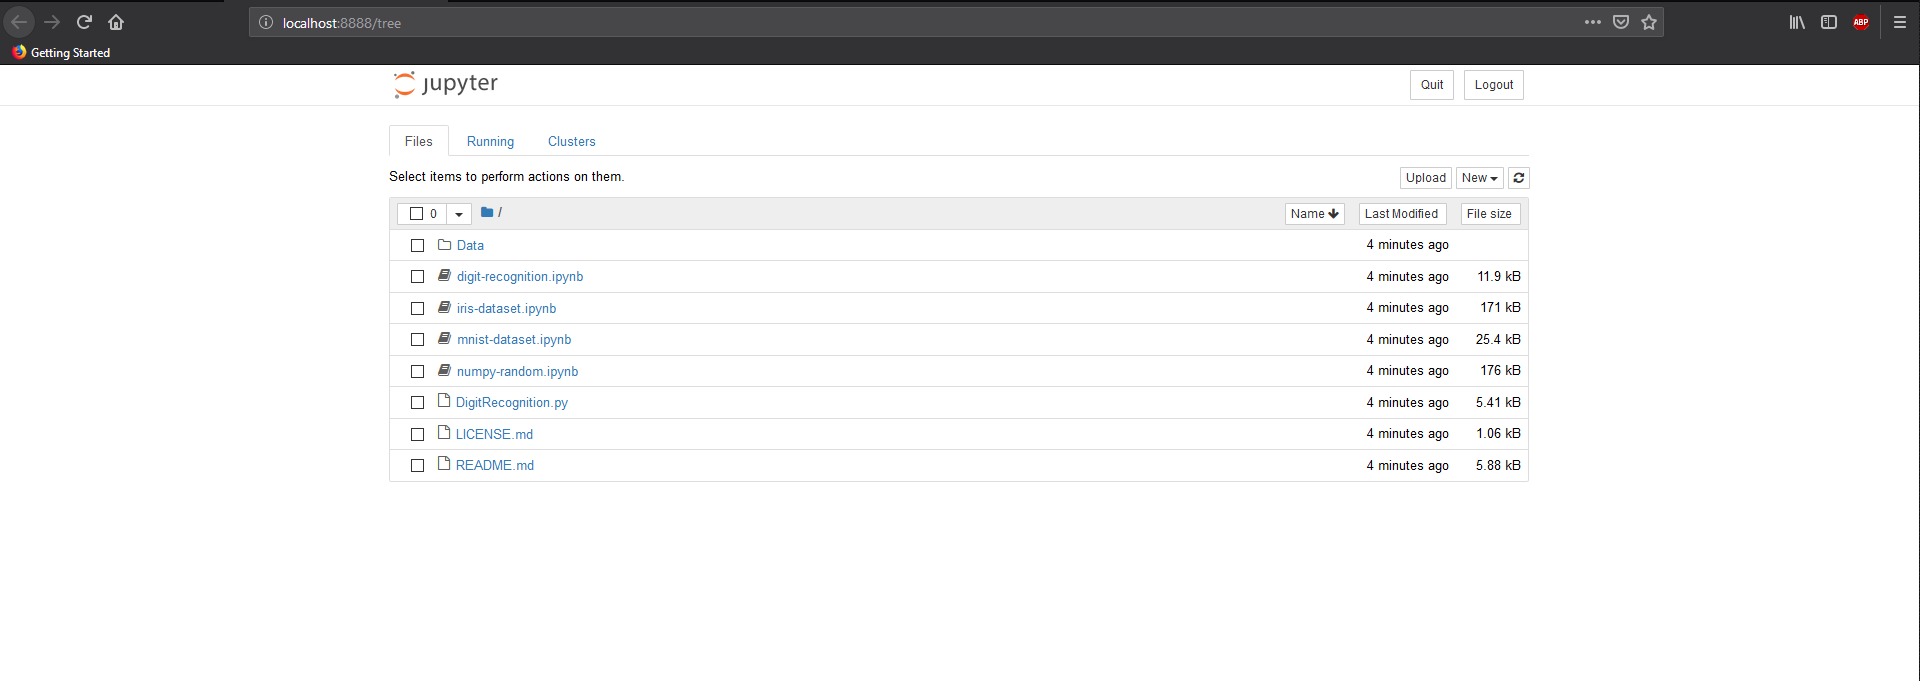 localhost:8888/tree
ABP
Getting Started
jupyter
Quit Logout
Files Running Clusters
Select items to perform actions on them.
Upload New
0 / Name Last Modified File size
Data 4 minutes ago
digit-recognition.ipynb 4 minutes ago 11.9 kB
iris-dataset.ipynb 4 minutes ago 171 kB
mnist-dataset.ipynb 4 minutes ago 25.4 kB
numpy-random.ipynb 4 minutes ago 176 kB
DigitRecognition.py 4 minutes ago 5.41 kB
LICENSE.md 4 minutes ago 1.06 kB
README.md 4 minutes ago 5.88 kB